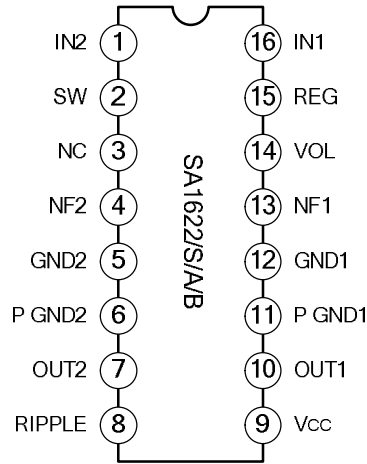 IN2 1 16 IN1
SW 2 15 REG
NC 3 14 VOL
NF2 4 13 NF1
GND2 5 12 GND1
P GND2 6 11 P GND1
OUT2 7 10 OUT1
RIPPLE 8 9 Vcc
SA1622/S/A/B